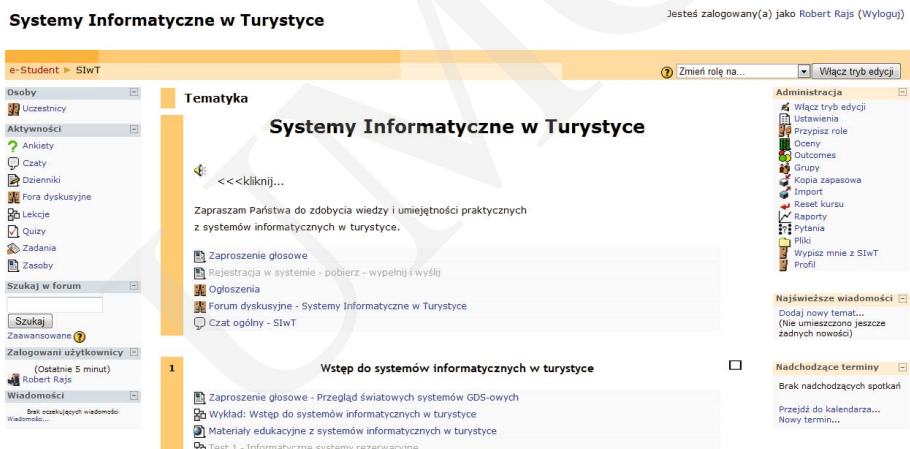 Systemy Informatyczne w Turystyce
Jesteś zalogowany(a) jako Robert Rajs (Wyloguj)
e-Student ► SIwT
Zmień rolę na...
Włącz tryb edycji
Osoby
Uczestnicy
Aktywności
Ankiety
Czaty
Dzienniki
Fora dyskusyjne
Lekcje
Quizy
Zadania
Zasoby
Szukaj w forum
Szukaj
Zaawansowane
Zalogowani użytkownicy
(Ostatnie 5 minut)
Robert Rajs
Wiadomości
Brak oczekujących wiadomości
Wiadomości...
Tematyka
Systemy Informatyczne w Turystyce
<<<kliknij...
Zapraszam Państwa do zdobycia wiedzy i umiejętności praktycznych
z systemów informatycznych w turystyce.
Zaproszenie głosowe
Rejestracja w systemie - pobierz - wypełnij i wyślij
Ogłoszenia
Forum dyskusyjne - Systemy Informatyczne w Turystyce
Czat ogólny - SIwT
1
Wstęp do systemów informatycznych w turystyce
Zaproszenie głosowe - Przegląd światowych systemów GDS-owych
Wykład: Wstęp do systemów informatycznych w turystyce
Materiały edukacyjne z systemów informatycznych w turystyce
Test 1 - Informatyczne systemy rezerwacyjne
Administracja
Włącz tryb edycji
Ustawienia
Przypisz role
Oceny
Outcomes
Grupy
Kopia zapasowa
Import
Reset kursu
Raporty
Pytania
Pliki
Wypisz mnie z SIwT
Profil
Najświeższe wiadomości
Dodaj nowy temat...
(Nie umieszczono jeszcze
żadnych nowości)
Nadchodzące terminy
Brak nadchodzących spotkań
Przejdź do kalendarza...
Nowy termin...